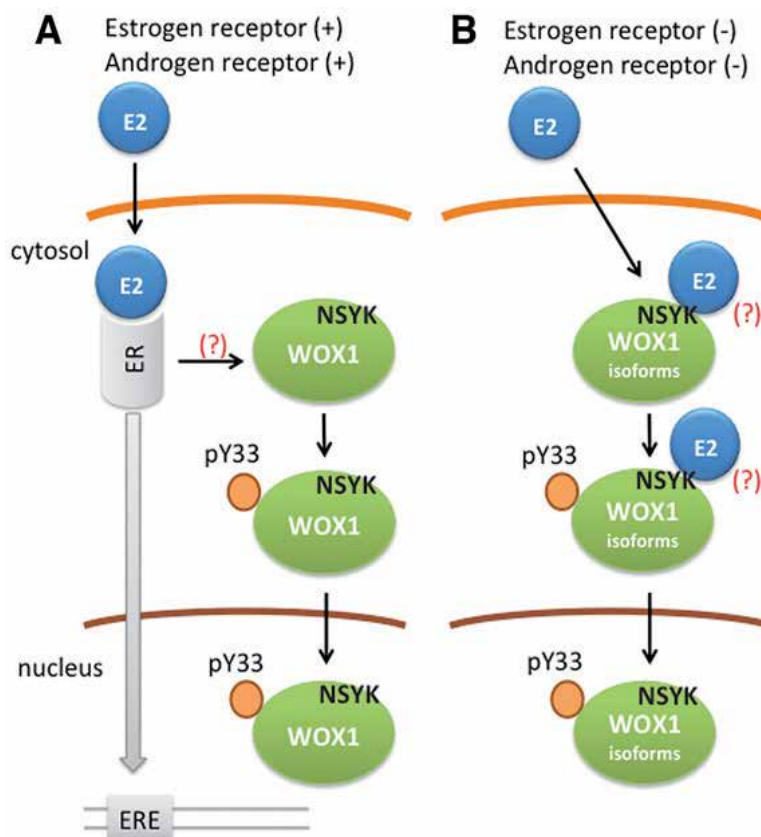 A
Estrogen receptor (+)
Androgen receptor (+)
E2
cytosol
E2
ER
(?)
NSYK
WOX1
pY33
NSYK
WOX1
nucleus
pY33
NSYK
WOX1
ERE
B
Estrogen receptor (-)
Androgen receptor (-)
E2
E2
(?)
NSYK
WOX1
isoforms
E2
(?)
pY33
NSYK
WOX1
isoforms
pY33
NSYK
WOX1
isoforms